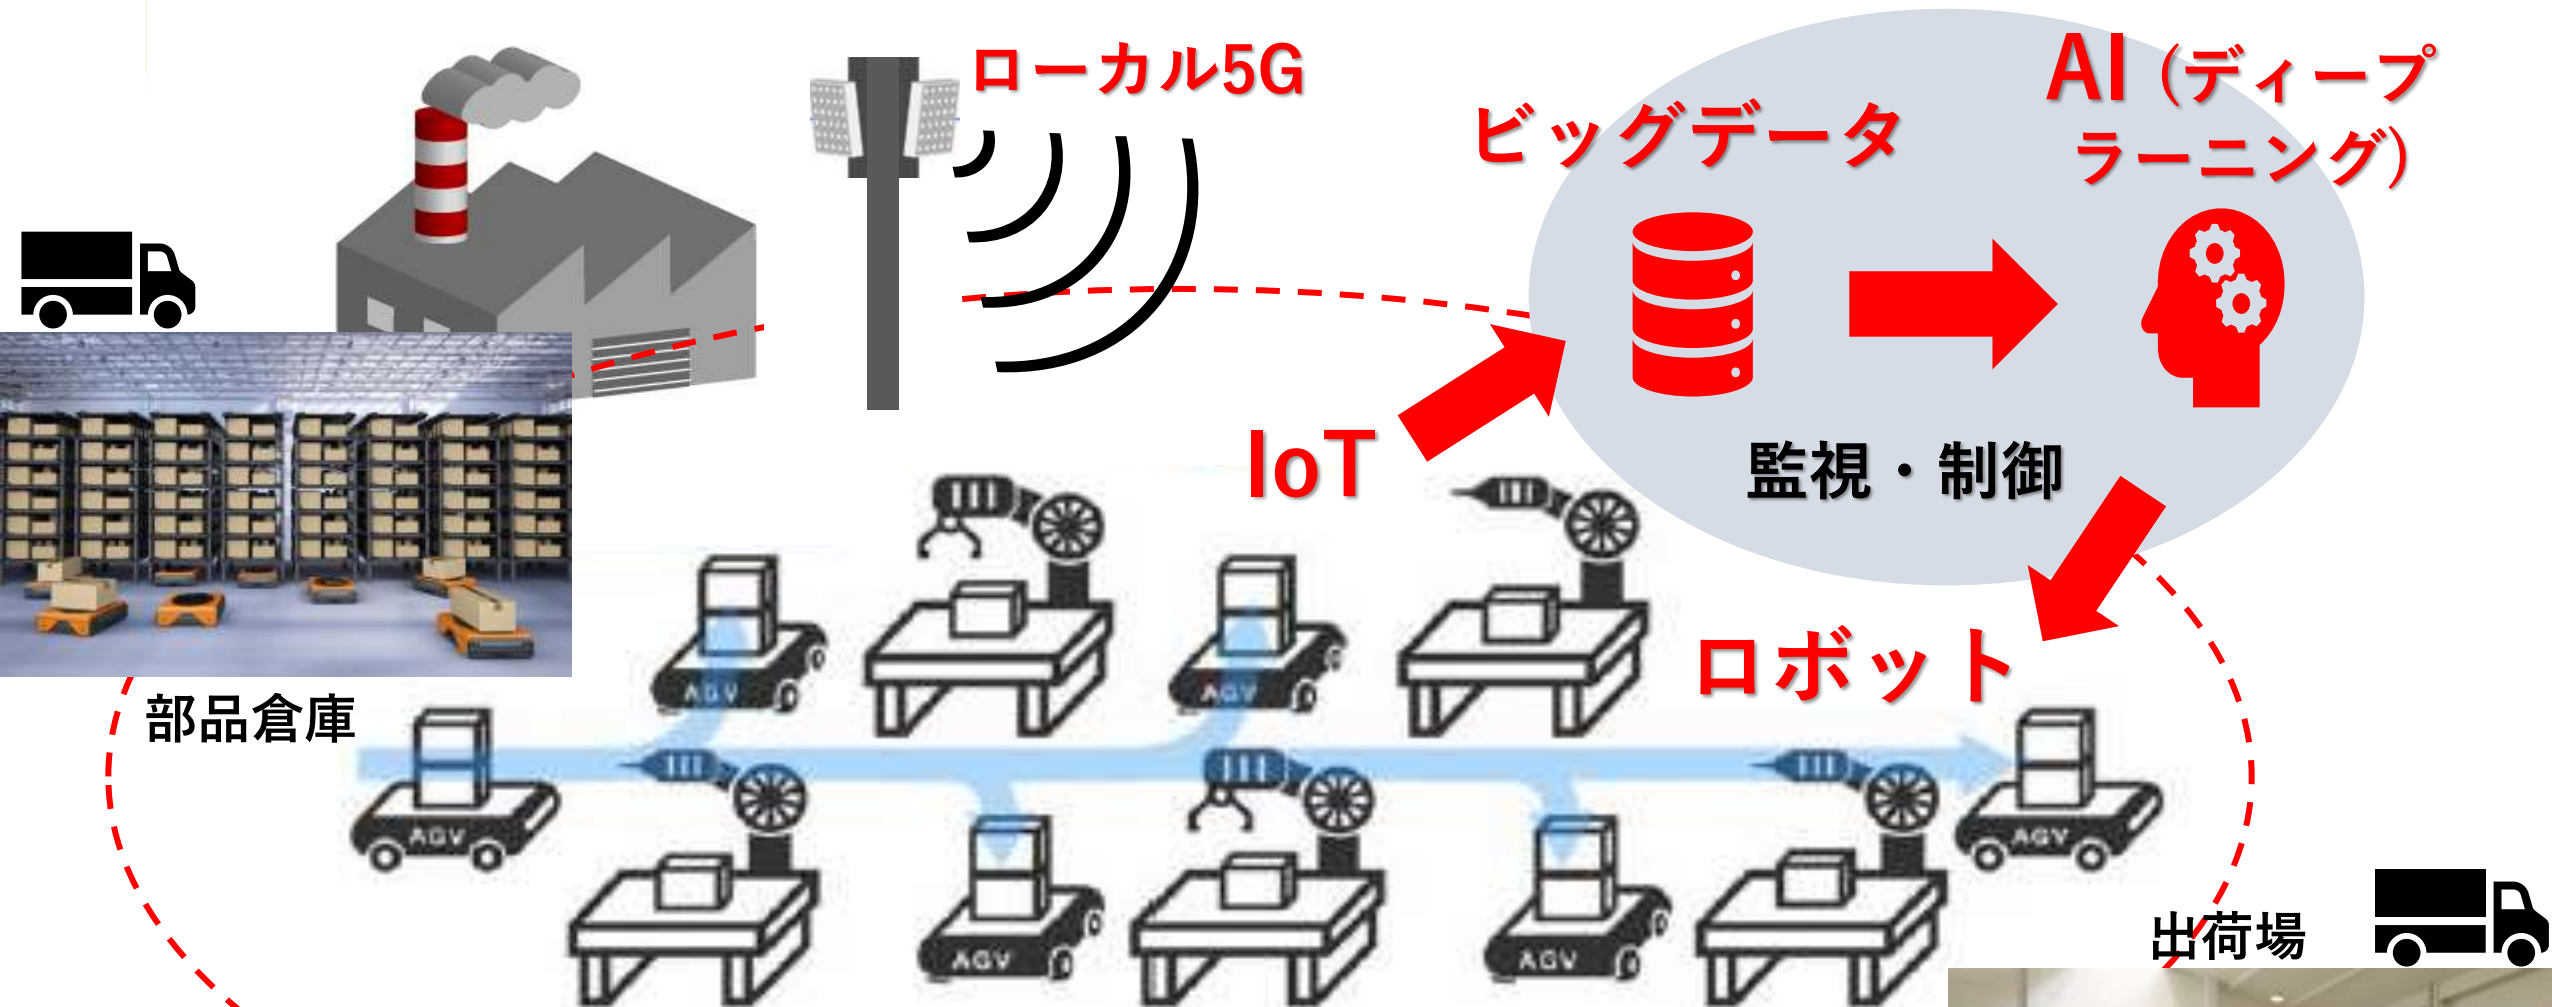 ローカル5G
ビッグデータ
AI（ディープ
ラーニング）
IoT
監視・制御
ロボット
部品倉庫
AGV
AGV
AGV
AGV
AGV
AGV
出荷場